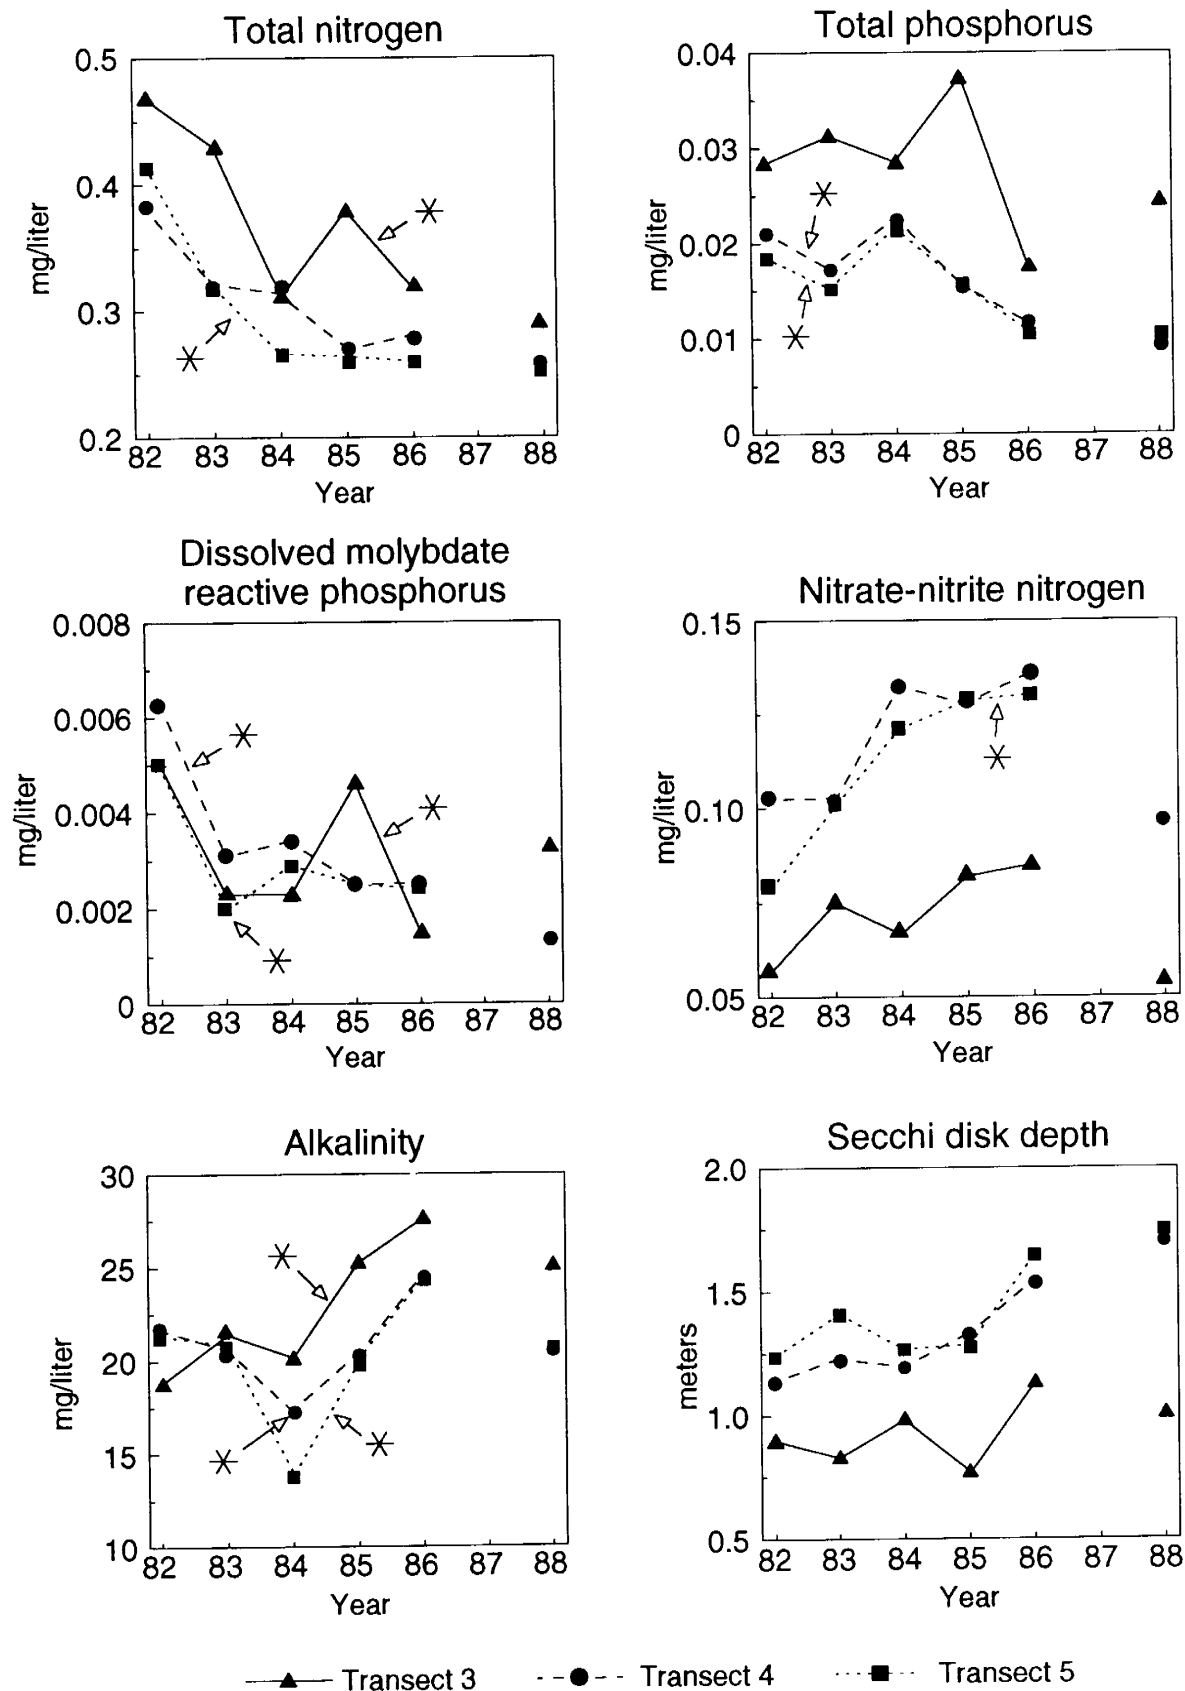 Total nitrogen
0.5
0.4
0.3
0.2
mg/liter
82 83 84 85 86 87 88
Year
Total phosphorus
0.04
0.03
0.02
0.01
0
mg/liter
82 83 84 85 86 87 88
Year
Dissolved molybdate
reactive phosphorus
0.008
0.006
0.004
0.002
0
mg/liter
82 83 84 85 86 87 88
Year
Nitrate-nitrite nitrogen
0.15
0.10
0.05
mg/liter
82 83 84 85 86 87 88
Year
Alkalinity
30
25
20
15
10
mg/liter
82 83 84 85 86 87 88
Year
Secchi disk depth
2.0
1.5
1.0
0.5
meters
82 83 84 85 86 87 88
Year
Transect 3 Transect 4 Transect 5